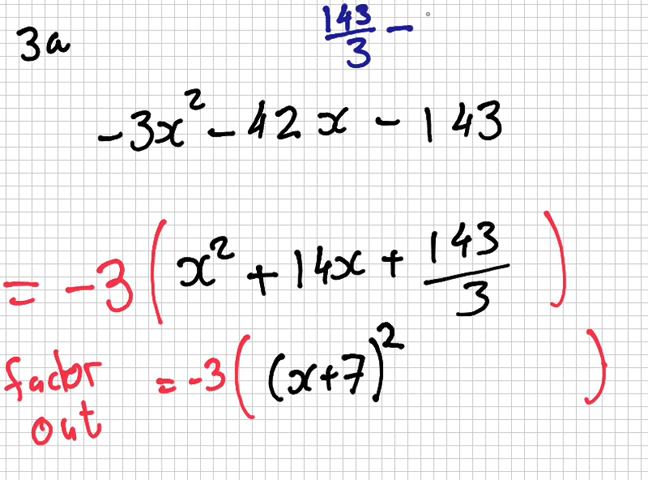 3a
143/3 -
-3x² - 42x - 143
= -3(x² + 14x + 143/3)
factor out
= -3((x+7)²        )